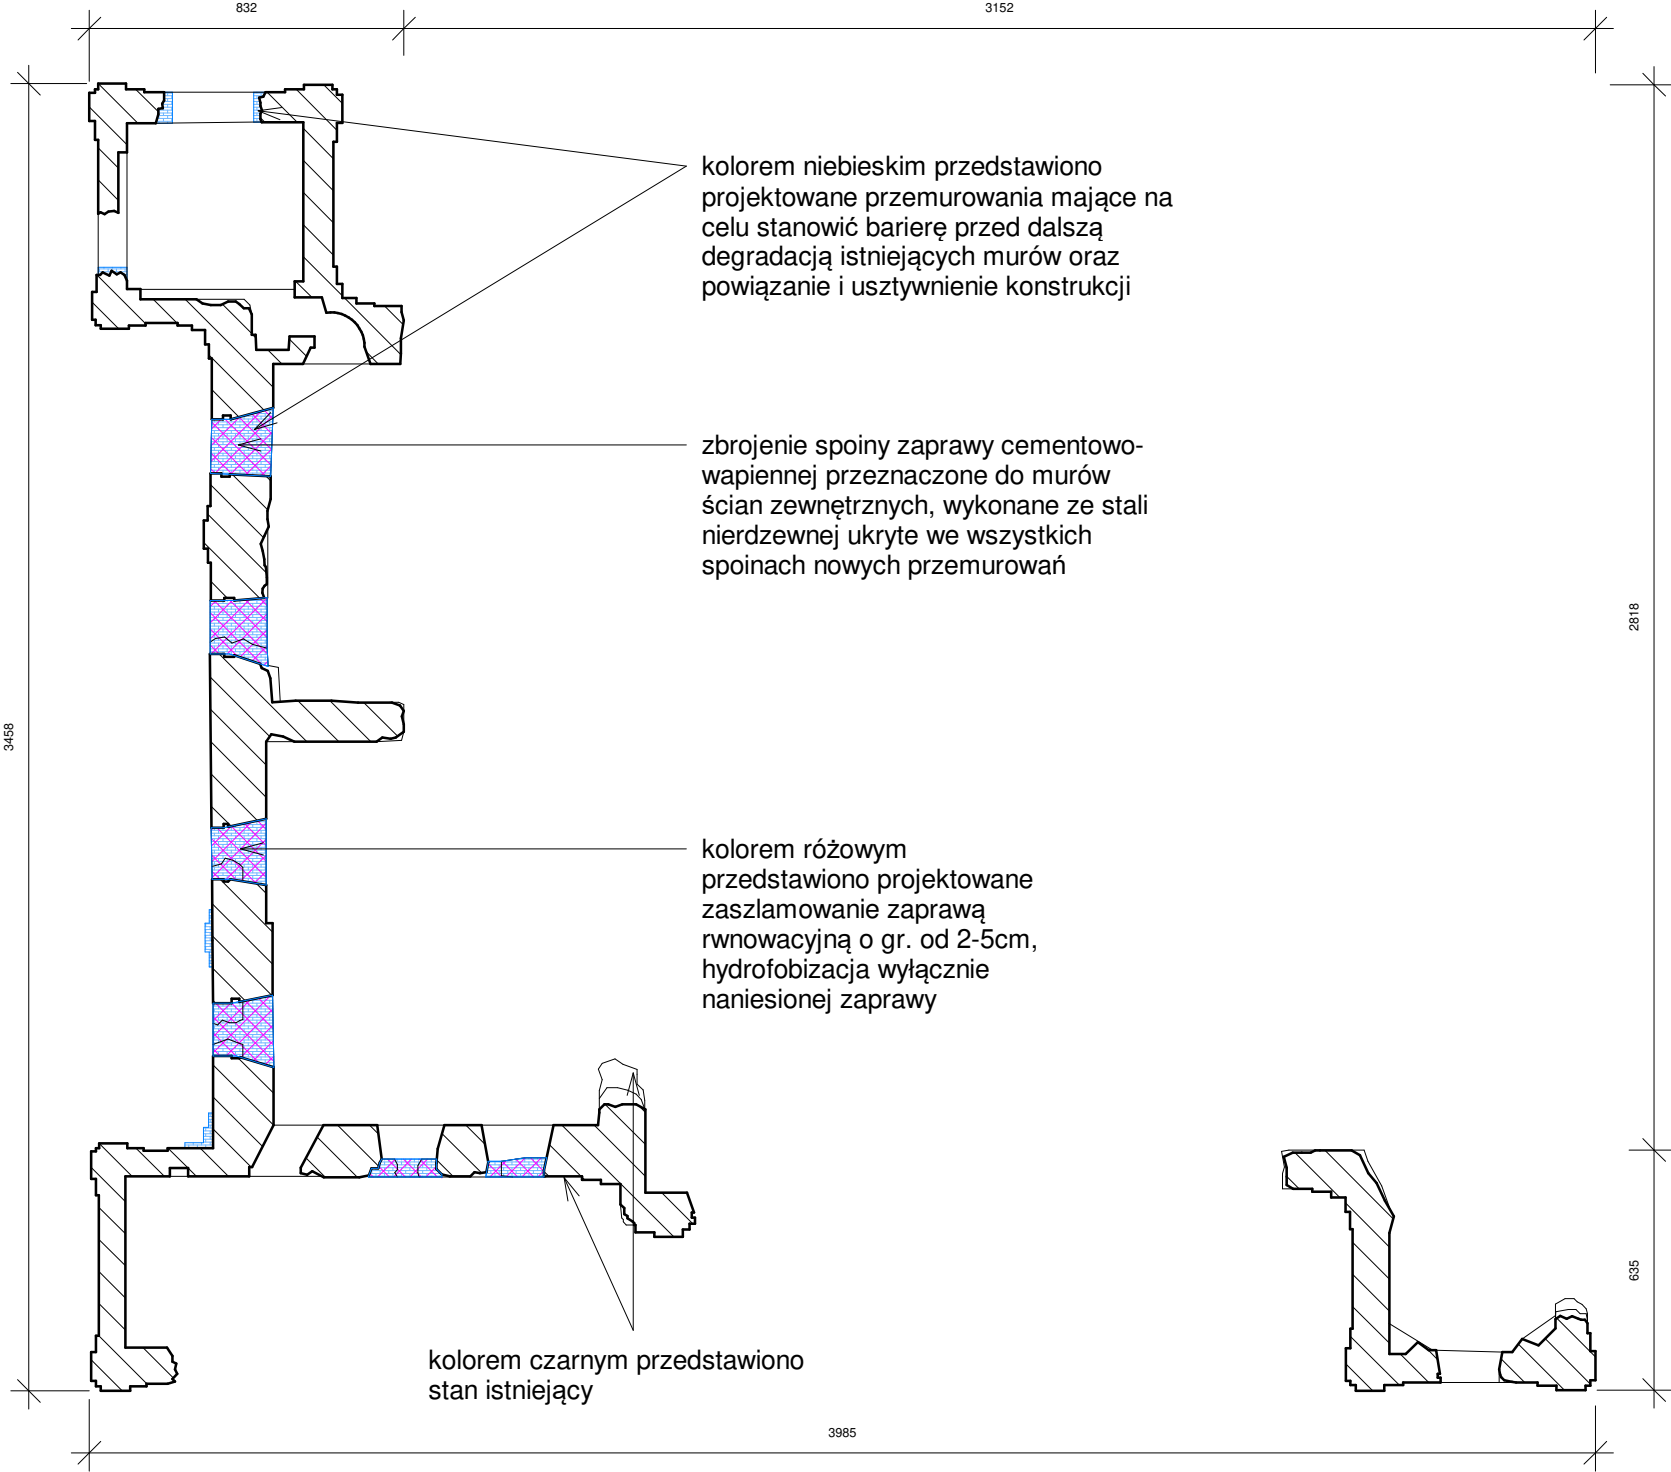 832
3152
kolorem niebieskim przedstawiono
projektowane przemurowania mające na
celu stanowić barierę przed dalszą
degradacją istniejących murów oraz
powiązanie i usztywnienie konstrukcji
zbrojenie spoiny zaprawy cementowo-
wapiennej przeznaczone do murów
ścian zewnętrznych, wykonane ze stali
nierdzewnej ukryte we wszystkich
spoinach nowych przemurowań
2818
3458
kolorem różowym
przedstawiono projektowane
zaszlamowanie zaprawą
rwnowacyjną o gr. od 2-5cm,
hydrofobizacja wyłącznie
naniesionej zaprawy
635
kolorem czarnym przedstawiono
stan istniejący
3985